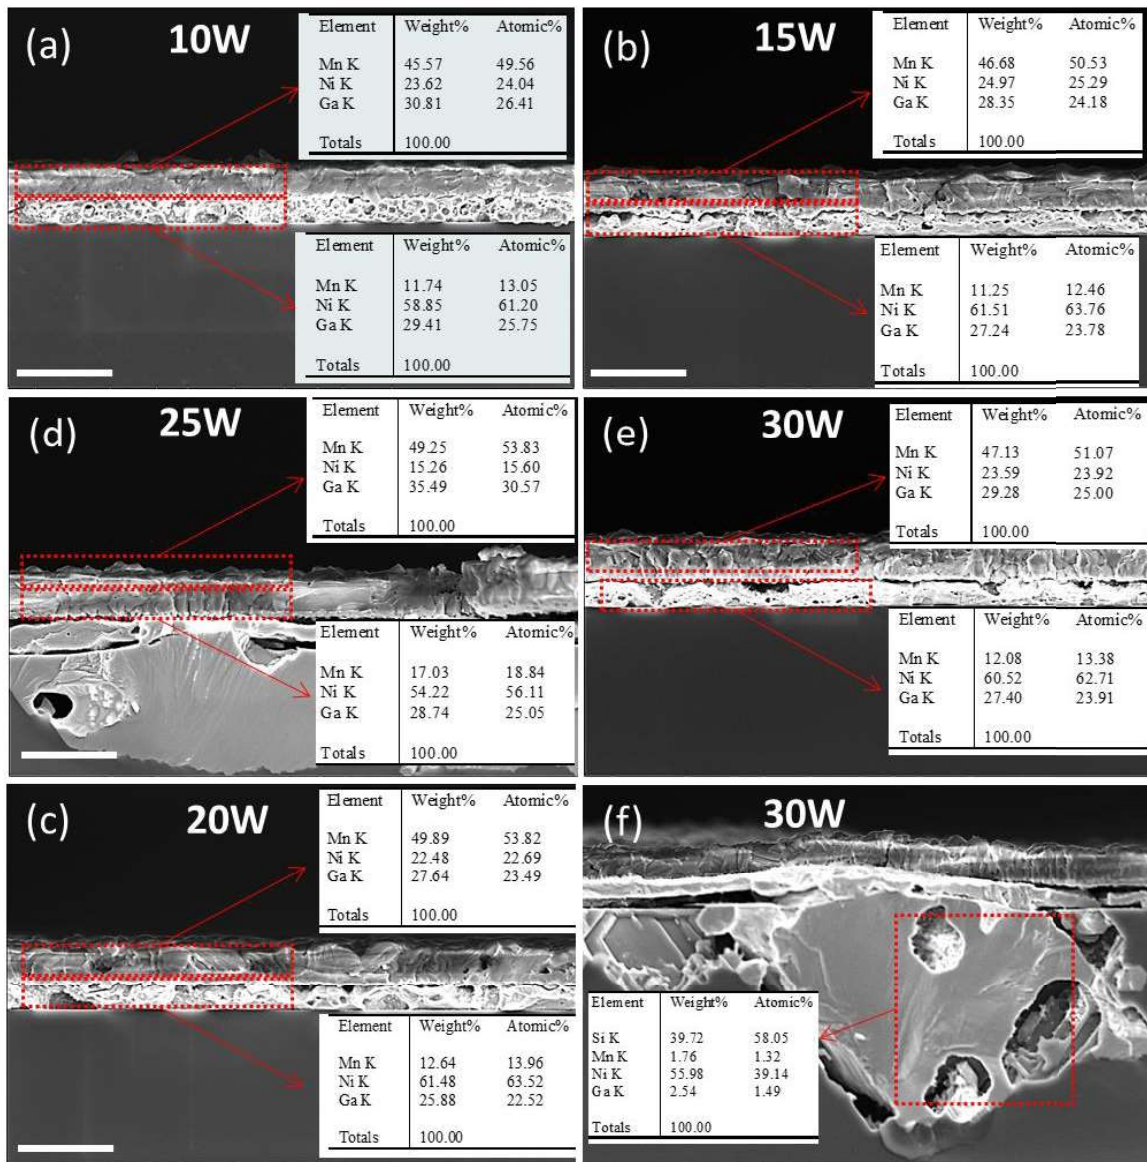 (a) 10W
Element Weight% Atomic%
Mn K 45.57 49.56
Ni K 23.62 24.04
Ga K 30.81 26.41
Totals 100.00
Element Weight% Atomic%
Mn K 11.74 13.05
Ni K 58.85 61.20
Ga K 29.41 25.75
Totals 100.00
(b) 15W
Element Weight% Atomic%
Mn K 46.68 50.53
Ni K 24.97 25.29
Ga K 28.35 24.18
Totals 100.00
Element Weight% Atomic%
Mn K 11.25 12.46
Ni K 61.51 63.76
Ga K 27.24 23.78
Totals 100.00
(d) 25W
Element Weight% Atomic%
Mn K 49.25 53.83
Ni K 15.26 15.60
Ga K 35.49 30.57
Totals 100.00
Element Weight% Atomic%
Mn K 17.03 18.84
Ni K 54.22 56.11
Ga K 28.74 25.05
Totals 100.00
(e) 30W
Element Weight% Atomic%
Mn K 47.13 51.07
Ni K 23.59 23.92
Ga K 29.28 25.00
Totals 100.00
Element Weight% Atomic%
Mn K 12.08 13.38
Ni K 60.52 62.71
Ga K 27.40 23.91
Totals 100.00
(c) 20W
Element Weight% Atomic%
Mn K 49.89 53.82
Ni K 22.48 22.69
Ga K 27.64 23.49
Totals 100.00
Element Weight% Atomic%
Mn K 12.64 13.96
Ni K 61.48 63.52
Ga K 25.88 22.52
Totals 100.00
(f) 30W
Element Weight% Atomic%
Si K 39.72 58.05
Mn K 1.76 1.32
Ni K 55.98 39.14
Ga K 2.54 1.49
Totals 100.00